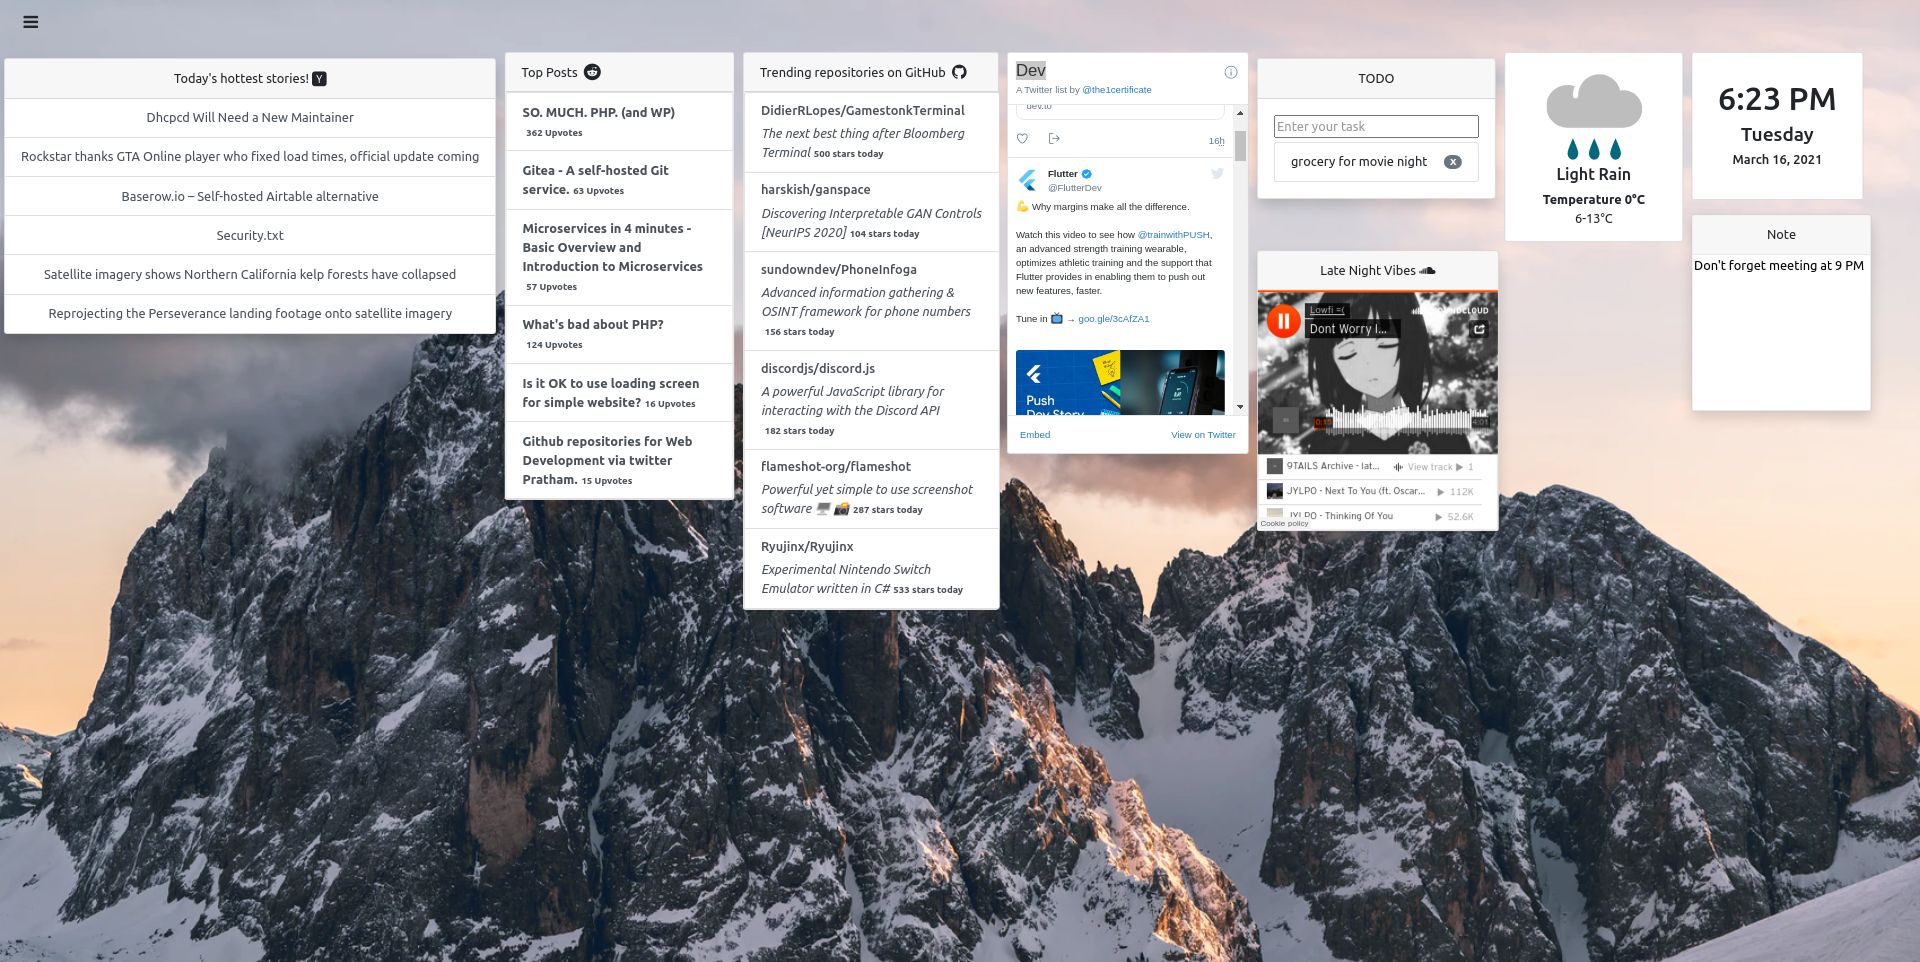 Today's hottest stories! Y
Dhcpcd Will Need a New Maintainer
Rockstar thanks GTA Online player who fixed load times, official update coming
Baserow.io – Self-hosted Airtable alternative
Security.txt
Satellite imagery shows Northern California kelp forests have collapsed
Reprojecting the Perseverance landing footage onto satellite imagery
Top Posts
SO. MUCH. PHP. (and WP)
362 Upvotes
Gitea - A self-hosted Git
service. 63 Upvotes
Microservices in 4 minutes -
Basic Overview and
Introduction to Microservices
57 Upvotes
What's bad about PHP?
124 Upvotes
Is it OK to use loading screen
for simple website? 16 Upvotes
Github repositories for Web
Development via twitter
Pratham. 15 Upvotes
Trending repositories on GitHub
DidierRLopes/GamestonkTerminal
The next best thing after Bloomberg
Terminal 500 stars today
harskish/ganspace
Discovering Interpretable GAN Controls
[NeurIPS 2020] 104 stars today
sundowndev/PhoneInfoga
Advanced information gathering &
OSINT framework for phone numbers
156 stars today
discordjs/discord.js
A powerful JavaScript library for
interacting with the Discord API
182 stars today
flameshot-org/flameshot
Powerful yet simple to use screenshot
software 🖥️ 📸 287 stars today
Ryujinx/Ryujinx
Experimental Nintendo Switch
Emulator written in C# 533 stars today
Dev
A Twitter list by @the1certificate
dev.to
16h
Flutter
@FlutterDev
💪 Why margins make all the difference.
Watch this video to see how @trainwithPUSH,
an advanced strength training wearable,
optimizes athletic training and the support that
Flutter provides in enabling them to push out
new features, faster.
Tune in 📺 → goo.gle/3cAfZA1
Push
Dev Story
Embed
View on Twitter
TODO
Enter your task
grocery for movie night x
Late Night Vibes
Lowfi =(
SOUNDCLOUD
Dont Worry I...
0:15
4:01
9TAILS Archive - lat... View track 1
JYLPO - Next To You (ft. Oscar... 112K
JYLPO - Thinking Of You 52.6K
Cookie policy
Light Rain
Temperature 0°C
6-13°C
6:23 PM
Tuesday
March 16, 2021
Note
Don't forget meeting at 9 PM